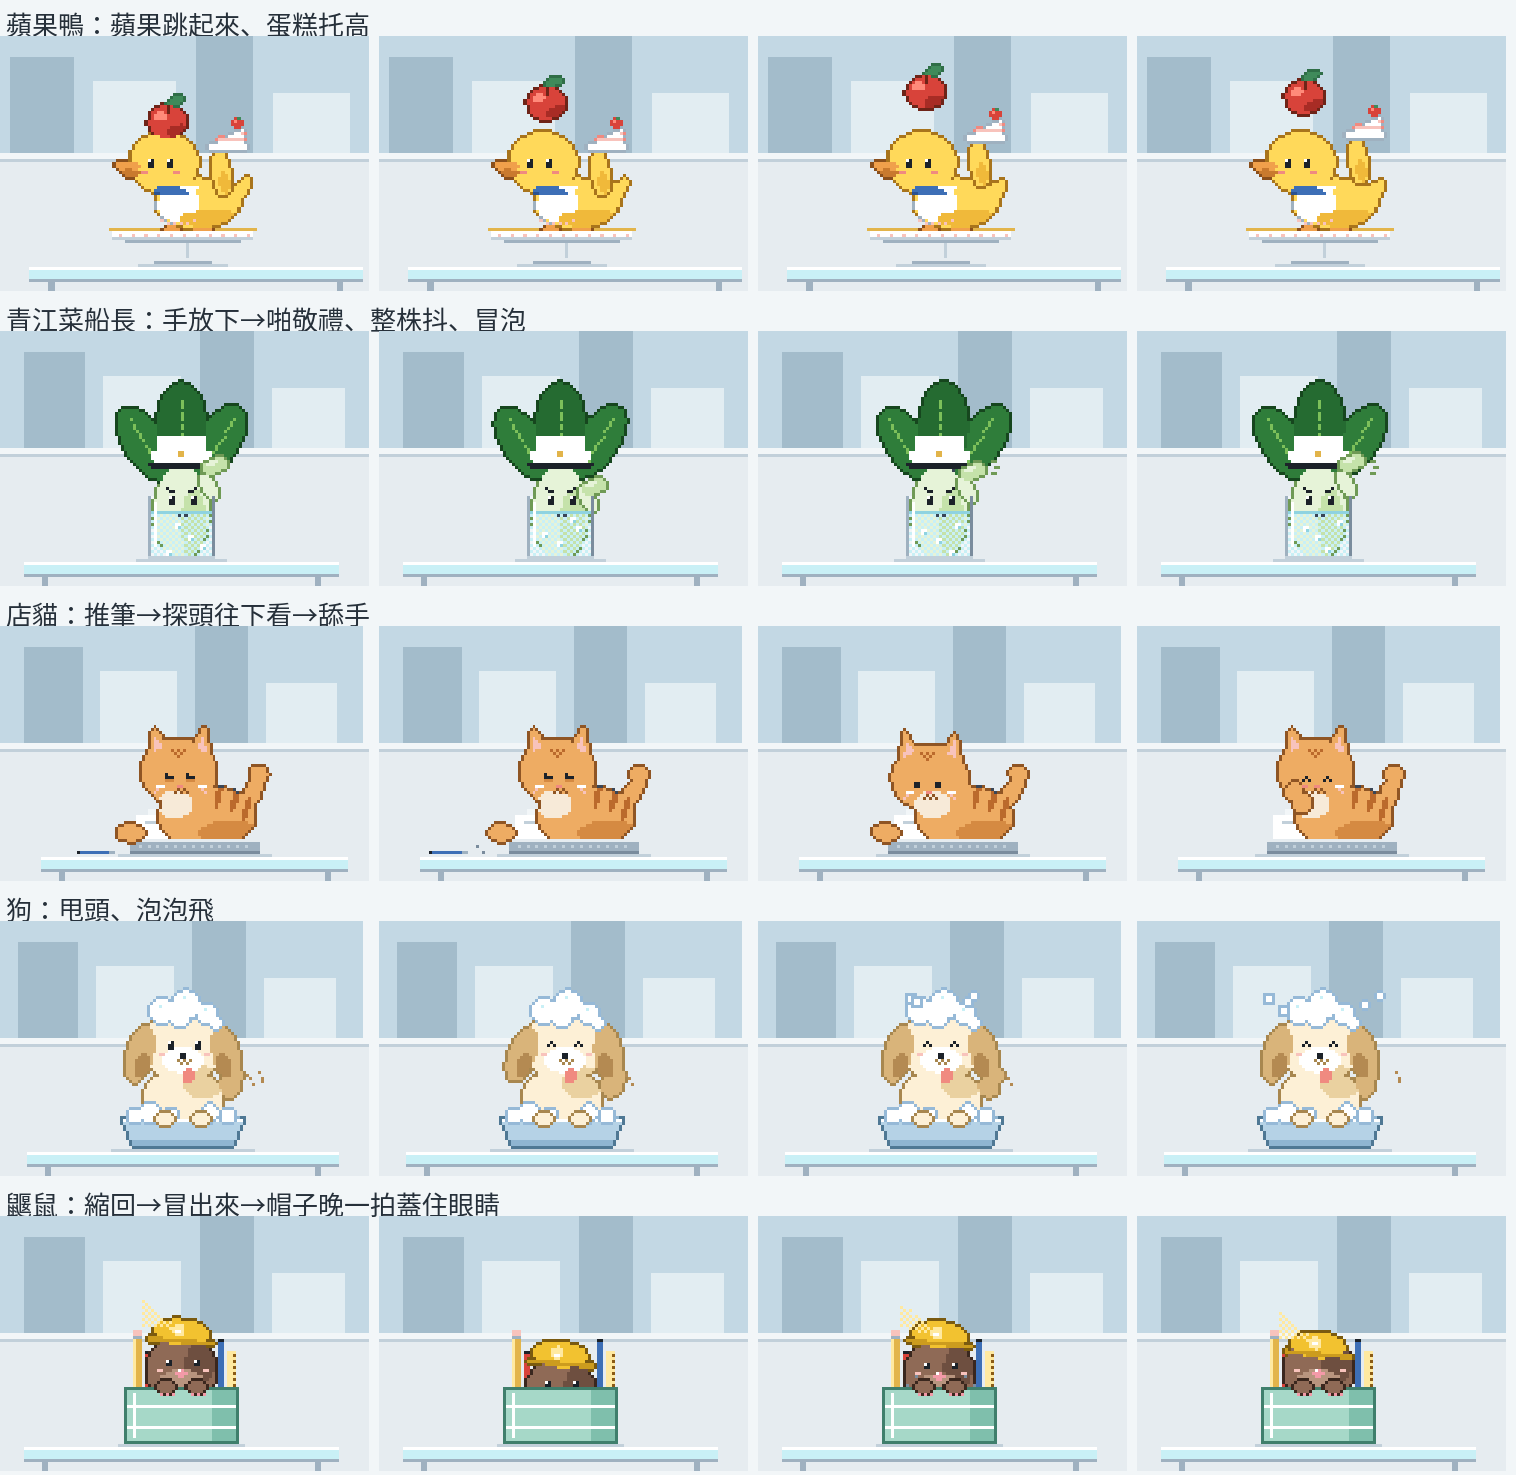 蘋果鴨：蘋果跳起來、蛋糕托高
青江菜船長：手放下→啪敬禮、整株抖、冒泡
店貓：推筆→探頭往下看→舔手
狗：甩頭、泡泡飛
鼴鼠：縮回→冒出來→帽子晚一拍蓋住眼睛